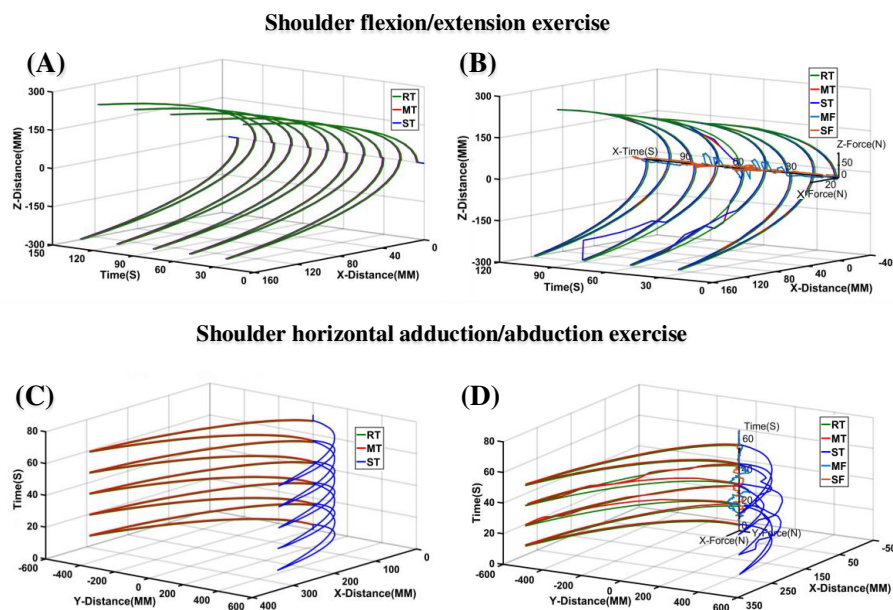 Shoulder flexion/extension exercise
(A)
300
150
0
-150
-300
Z-Distance(MM)
150
120
90
60
30
0
Time(S)
160
120
80
40
0
X-Distance(MM)
RT
MT
ST
(B)
300
150
0
-150
-300
Z-Distance(MM)
120
90
60
30
0
Time(S)
160
120
80
40
0
-40
X-Distance(MM)
RT
MT
ST
MF
SF
X-Time(S)
90
60
30
Z-Force(N)
150
0
20
X-Force(N)
Shoulder horizontal adduction/abduction exercise
(C)
80
60
40
20
0
Time(S)
-600
-400
-200
0
200
400
600
Y-Distance(MM)
400
300
200
100
0
X-Distance(MM)
RT
MT
ST
(D)
80
60
40
20
0
Time(S)
-600
-400
-200
0
200
400
600
Y-Distance(MM)
350
250
150
50
-50
X-Distance(MM)
RT
MT
ST
MF
SF
Time(S)
60
20
0
X-Force(N)
Y-Force(N)